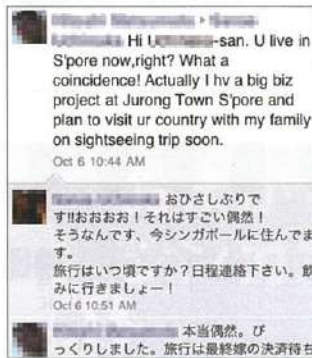 Hi U -san. U live in
S'pore now,right? What a
coincidence! Actually I hv a big biz
project at Jurong Town S'pore and
plan to visit ur country with my family
on sightseeing trip soon.
Oct 6 10:44 AM
おひさしぶりで
す!!おおおお！それはすごい偶然！
そうなんです、今シンガポールに住んでま
す。
旅行はいつ頃ですか？日程連絡下さい。飲
みに行きましょー！
Oct 6 10:51 AM
本当偶然。び
っくりしました。旅行は最終嫁の決済待ち